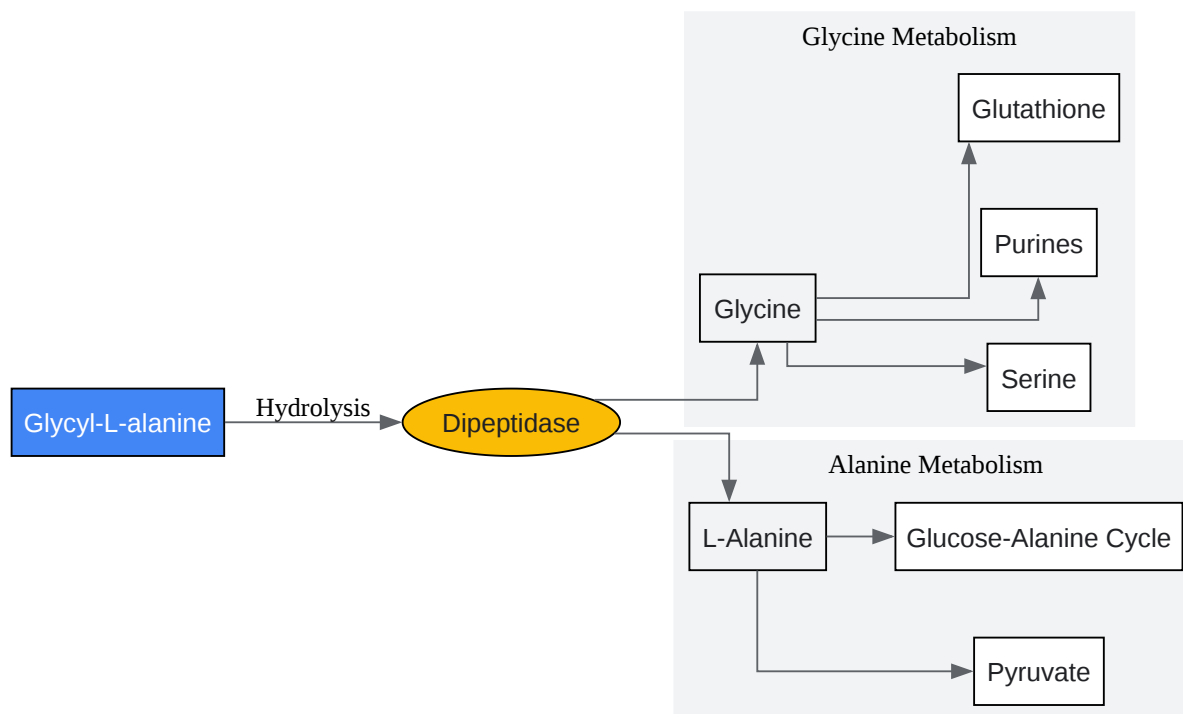 Glycine Metabolism
Glutathione
Purines
Glycine
Serine
Glycyl-L-alanine
Hydrolysis
Dipeptidase
Alanine Metabolism
L-Alanine
Glucose-Alanine Cycle
Pyruvate